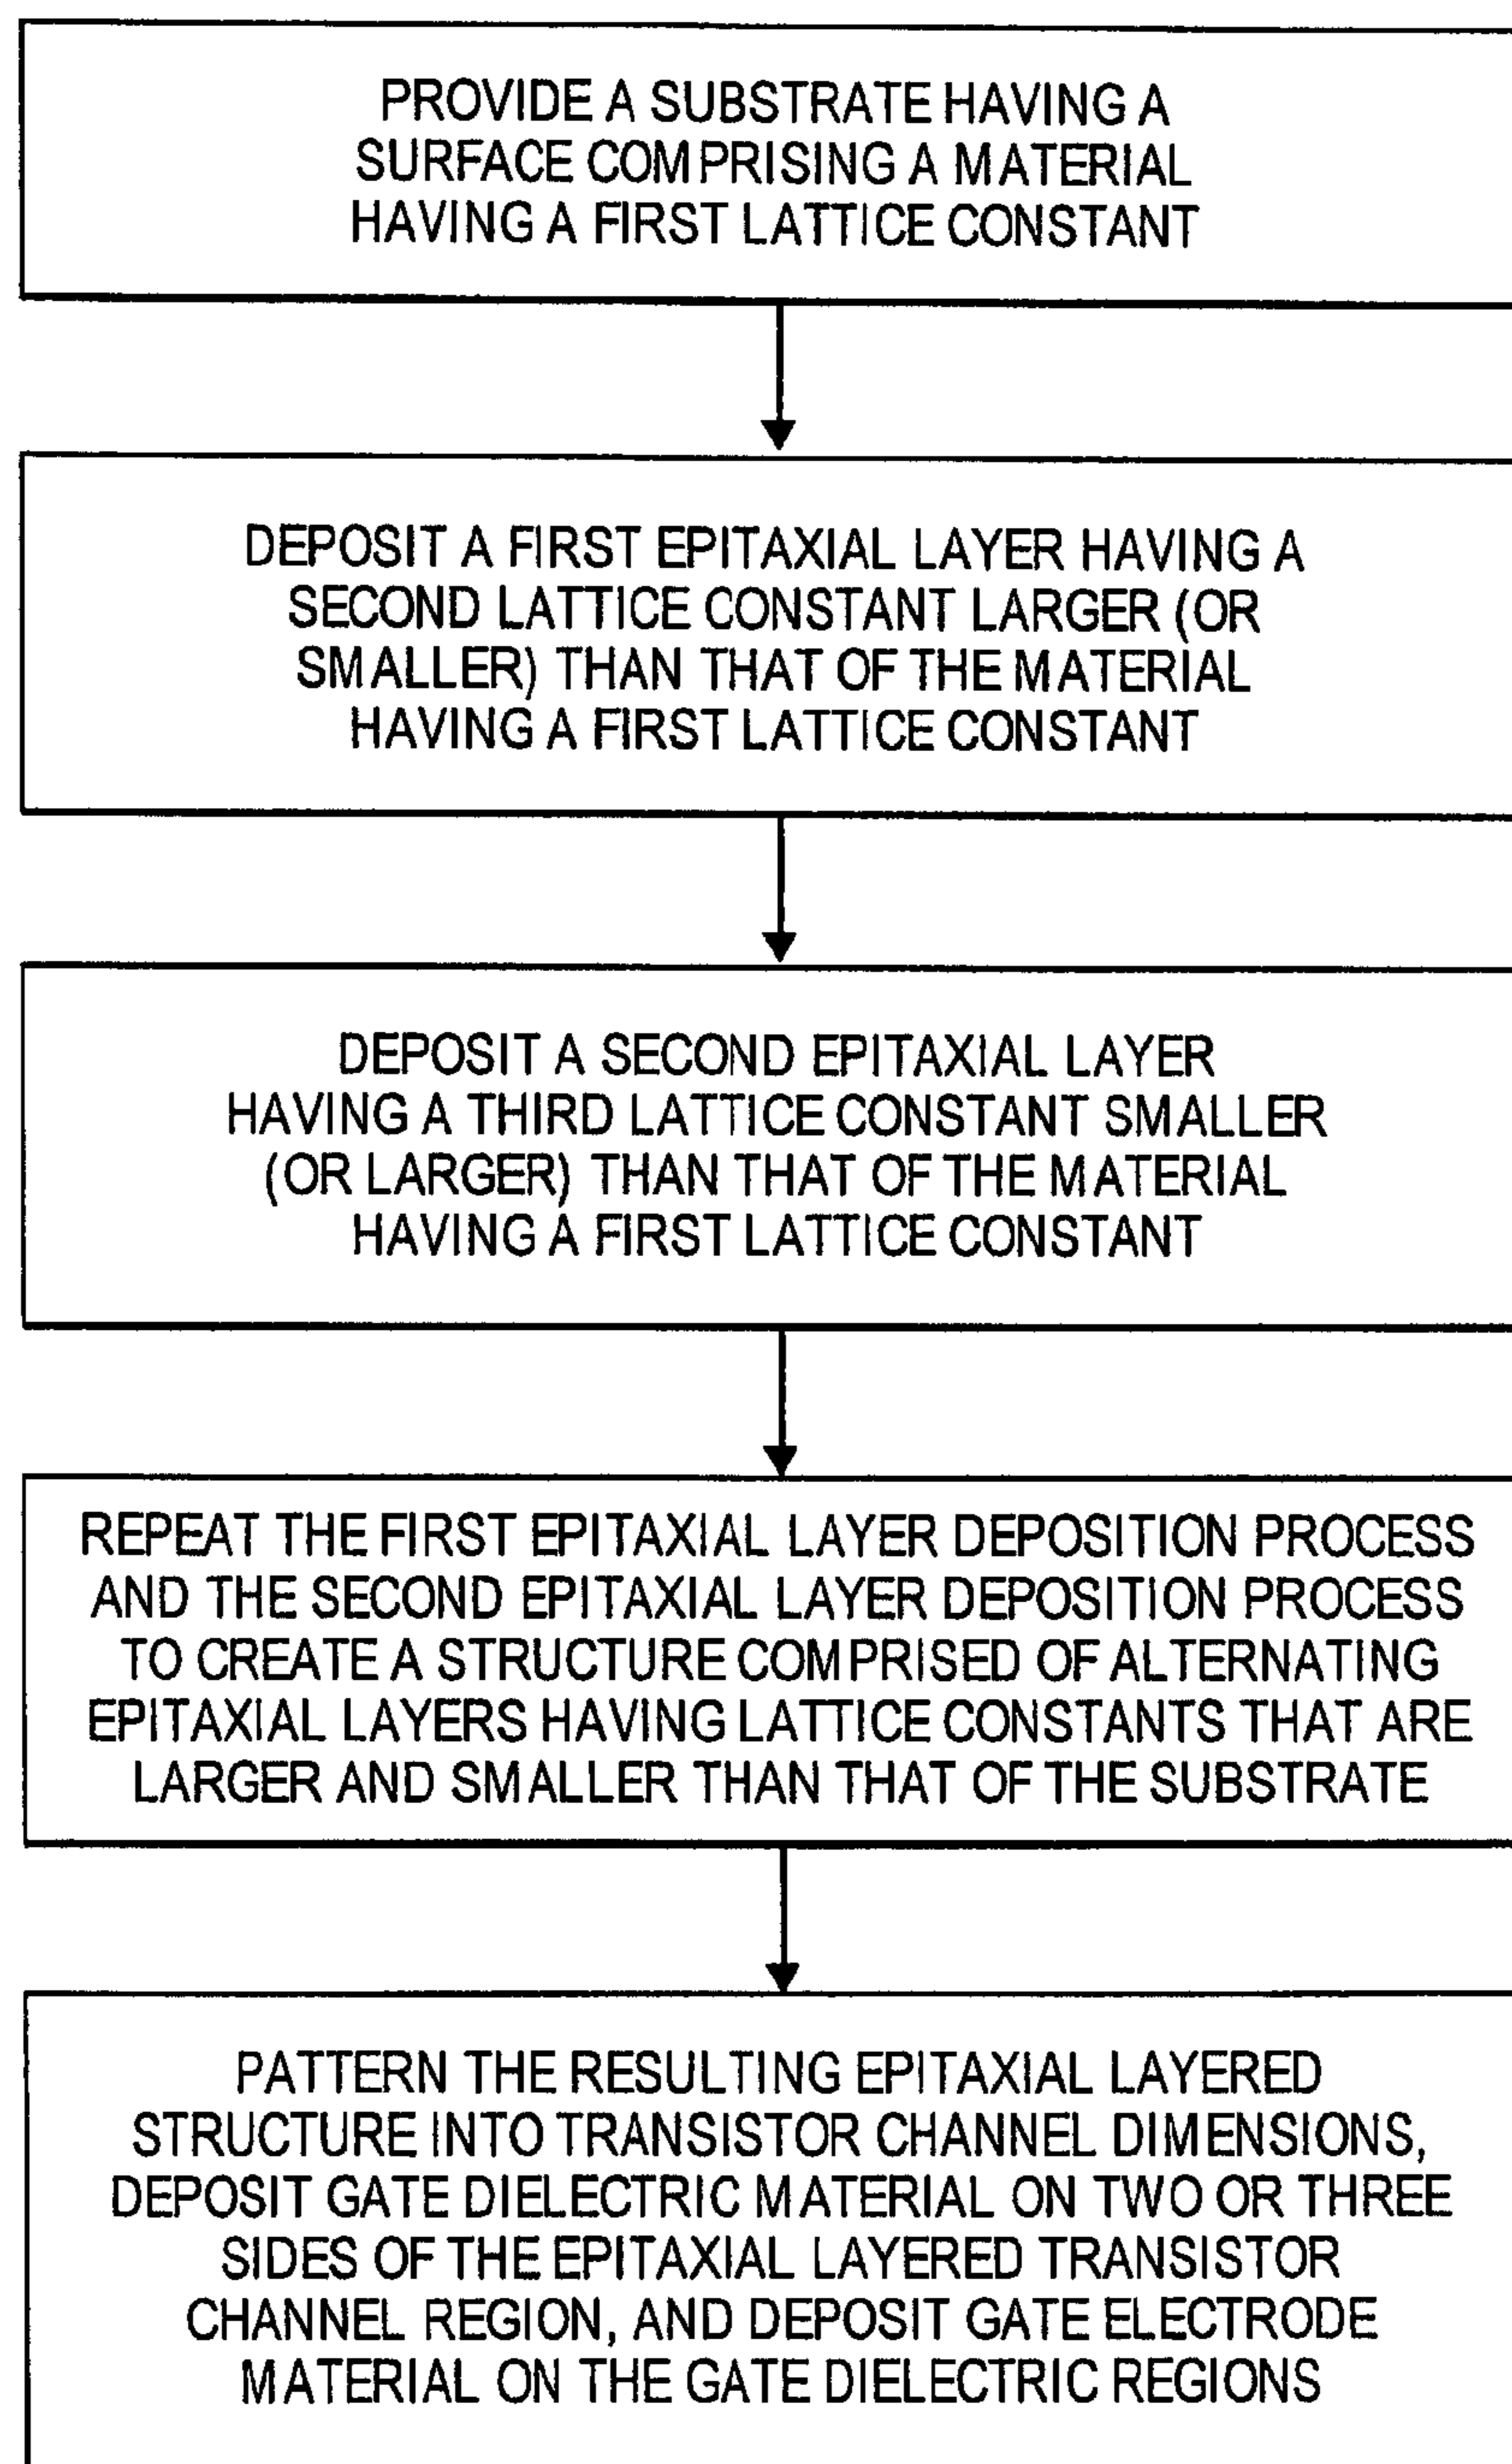 PROVIDE A SUBSTRATE HAVING A
SURFACE COMPRISING A MATERIAL
HAVING A FIRST LATTICE CONSTANT
DEPOSIT A FIRST EPITAXIAL LAYER HAVING A
SECOND LATTICE CONSTANT LARGER (OR
SMALLER) THAN THAT OF THE MATERIAL
HAVING A FIRST LATTICE CONSTANT
DEPOSIT A SECOND EPITAXIAL LAYER
HAVING A THIRD LATTICE CONSTANT SMALLER
(OR LARGER) THAN THAT OF THE MATERIAL
HAVING A FIRST LATTICE CONSTANT
REPEAT THE FIRST EPITAXIAL LAYER DEPOSITION PROCESS
AND THE SECOND EPITAXIAL LAYER DEPOSITION PROCESS
TO CREATE A STRUCTURE COMPRISED OF ALTERNATING
EPITAXIAL LAYERS HAVING LATTICE CONSTANTS THAT ARE
LARGER AND SMALLER THAN THAT OF THE SUBSTRATE
PATTERN THE RESULTING EPITAXIAL LAYERED
STRUCTURE INTO TRANSISTOR CHANNEL DIMENSIONS,
DEPOSIT GATE DIELECTRIC MATERIAL ON TWO OR THREE
SIDES OF THE EPITAXIAL LAYERED TRANSISTOR
CHANNEL REGION, AND DEPOSIT GATE ELECTRODE
MATERIAL ON THE GATE DIELECTRIC REGIONS